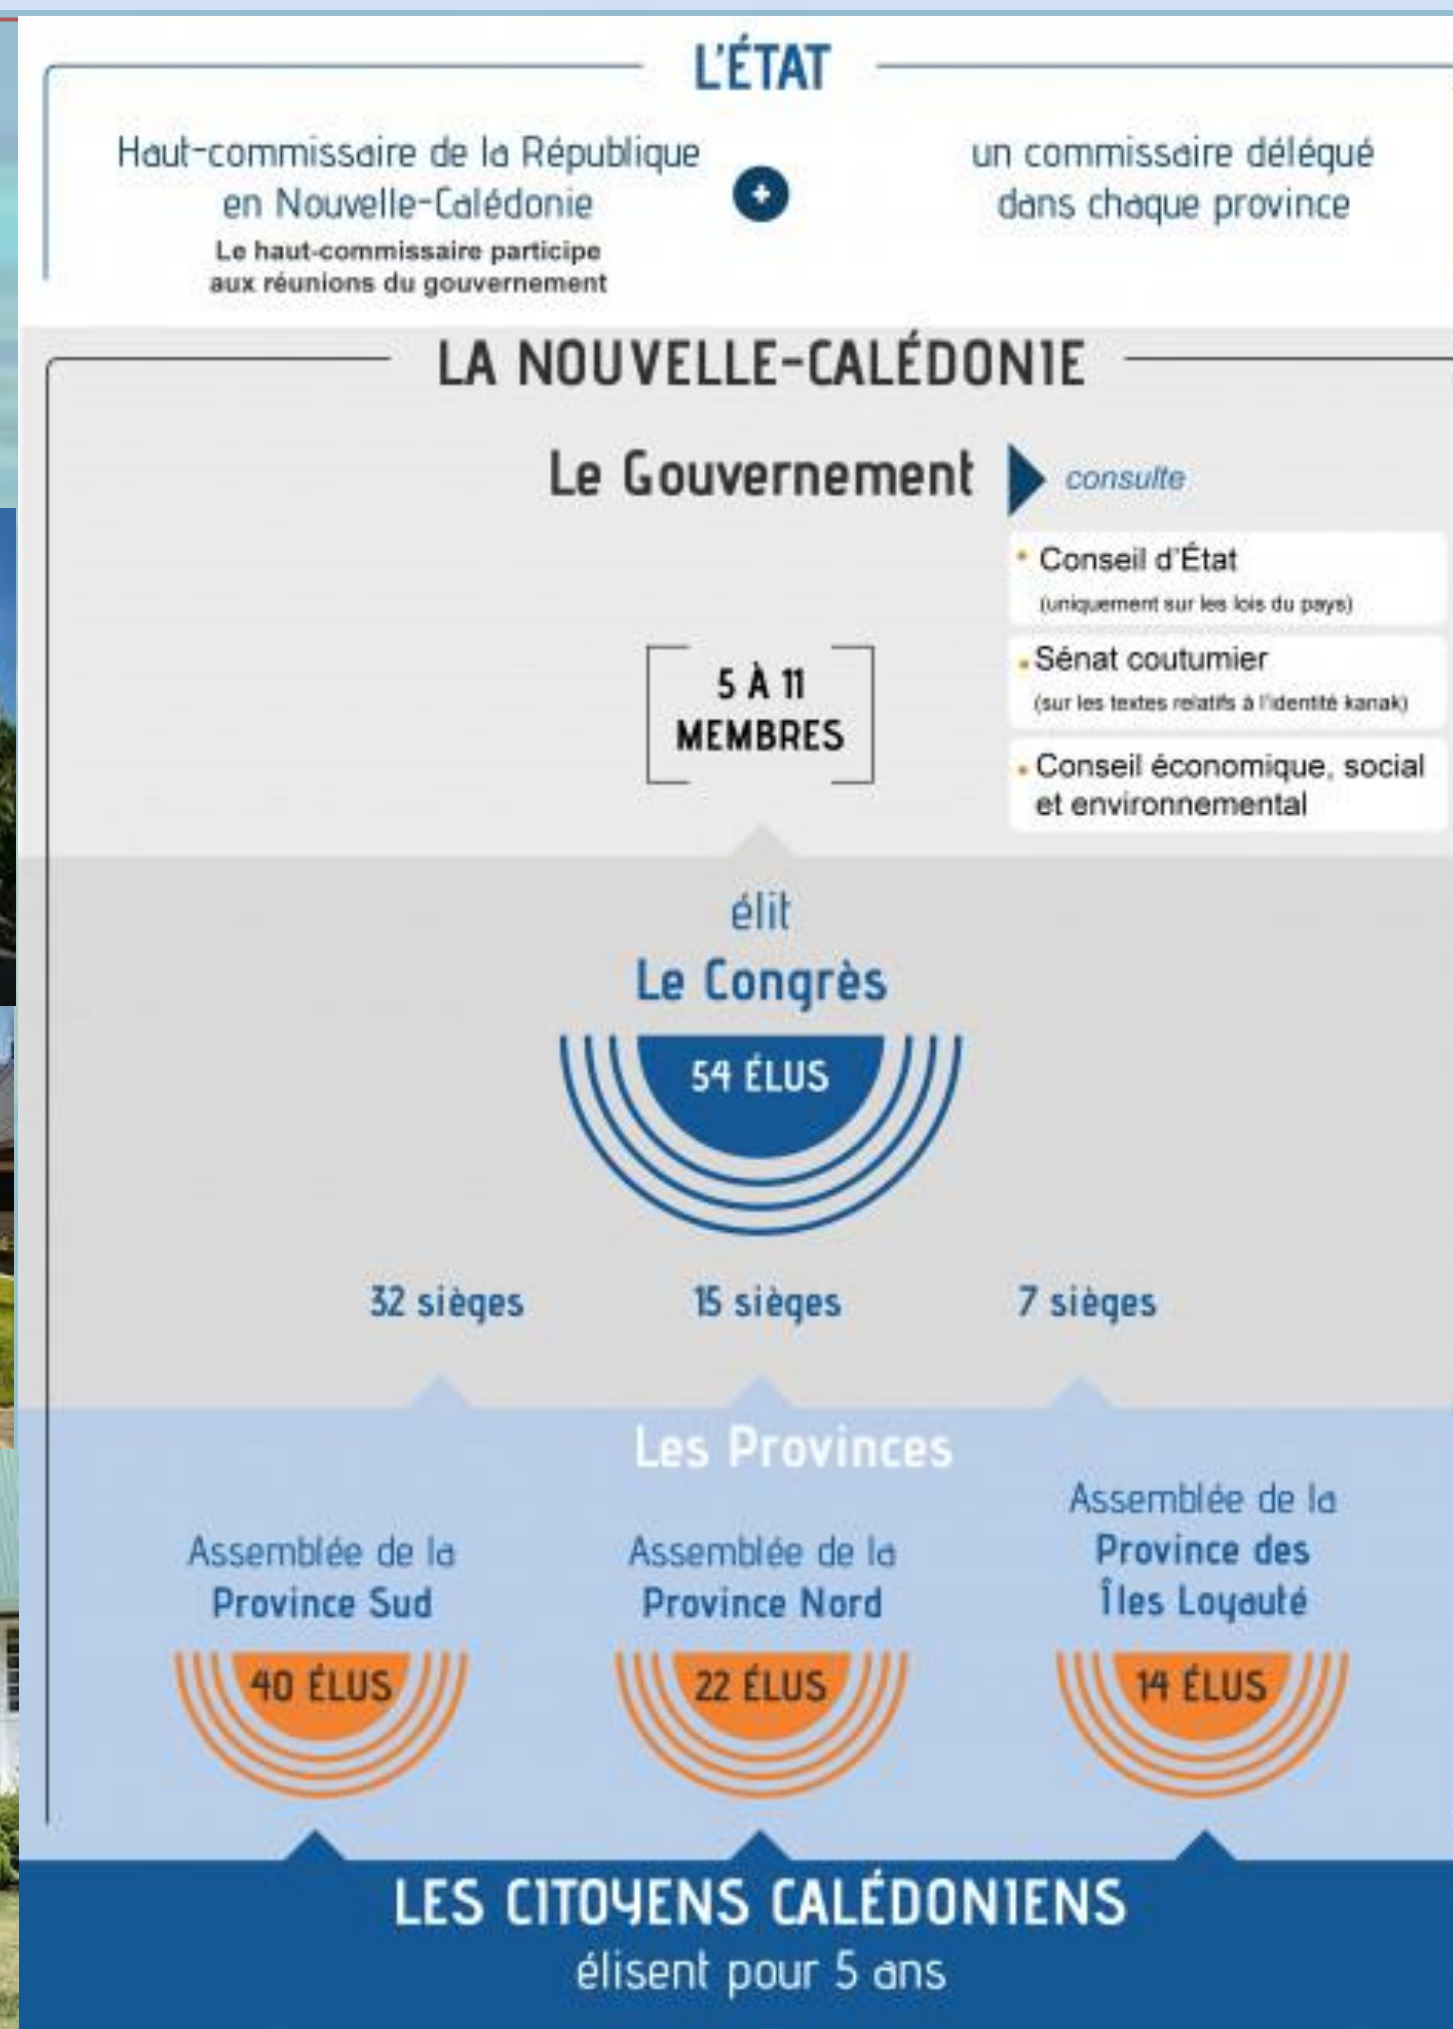 L'ÉTAT
Haut-commissaire de la République
en Nouvelle-Calédonie
Le haut-commissaire participe
aux réunions du gouvernement
+
un commissaire délégué
dans chaque province
LA NOUVELLE-CALÉDONIE
Le Gouvernement
consulte
• Conseil d'État
(uniquement sur les lois du pays)
• Sénat coutumier
(sur les textes relatifs à l'identité kanak)
• Conseil économique, social
et environnemental
5 À 11
MEMBRES
élit
Le Congrès
54 ÉLUS
32 sièges
15 sièges
7 sièges
Les Provinces
Assemblée de la
Province Sud
40 ÉLUS
Assemblée de la
Province Nord
22 ÉLUS
Assemblée de la
Province des
Îles Loyauté
14 ÉLUS
LES CITOYENS CALÉDONIENS
élisent pour 5 ans